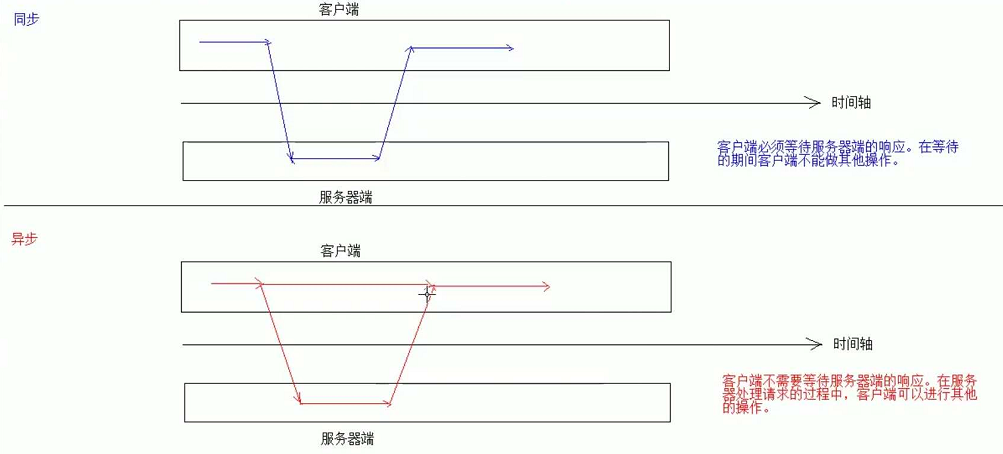 同步
客户端
时间轴
客户端必须等待服务器端的响应。在等待
的期间客户端不能做其他操作。
服务器端
异步
客户端
时间轴
客户端不需要等待服务器端的响应。在服务
器处理请求的过程中，客户端可以进行其他
的操作。
服务器端